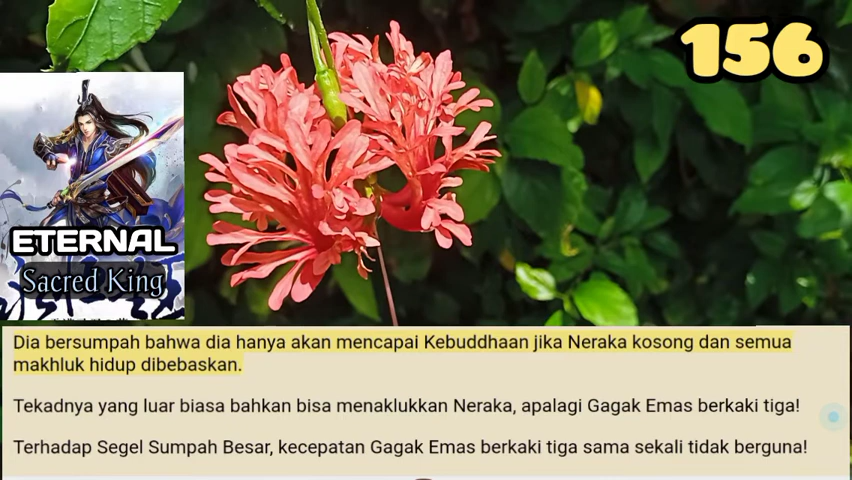 156
ETERNAL
Sacred King
Dia bersumpah bahwa dia hanya akan mencapai Kebuddhaan jika Neraka kosong dan semua
makhluk hidup dibebaskan.
Tekadnya yang luar biasa bahkan bisa menaklukkan Neraka, apalagi Gagak Emas berkaki tiga!
Terhadap Segel Sumpah Besar, kecepatan Gagak Emas berkaki tiga sama sekali tidak berguna!